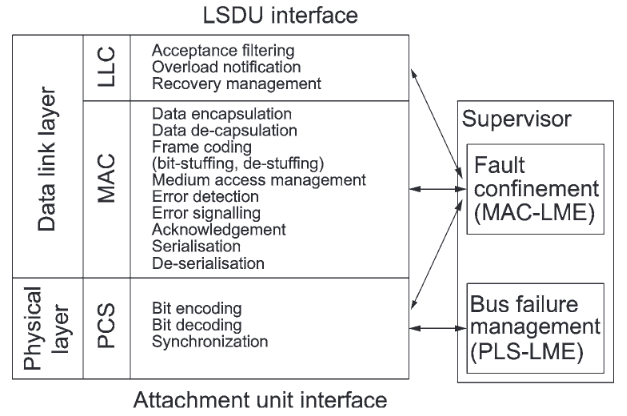 LSDU interface
Data link layer
LLC
Acceptance filtering
Overload notification
Recovery management
MAC
Data encapsulation
Data de-capsulation
Frame coding
(bit-stuffing, de-stuffing)
Medium access management
Error detection
Error signalling
Acknowledgement
Serialisation
De-serialisation
Physical
layer
PCS
Bit encoding
Bit decoding
Synchronization
Supervisor
Fault
confinement
(MAC-LME)
Bus failure
management
(PLS-LME)
Attachment unit interface